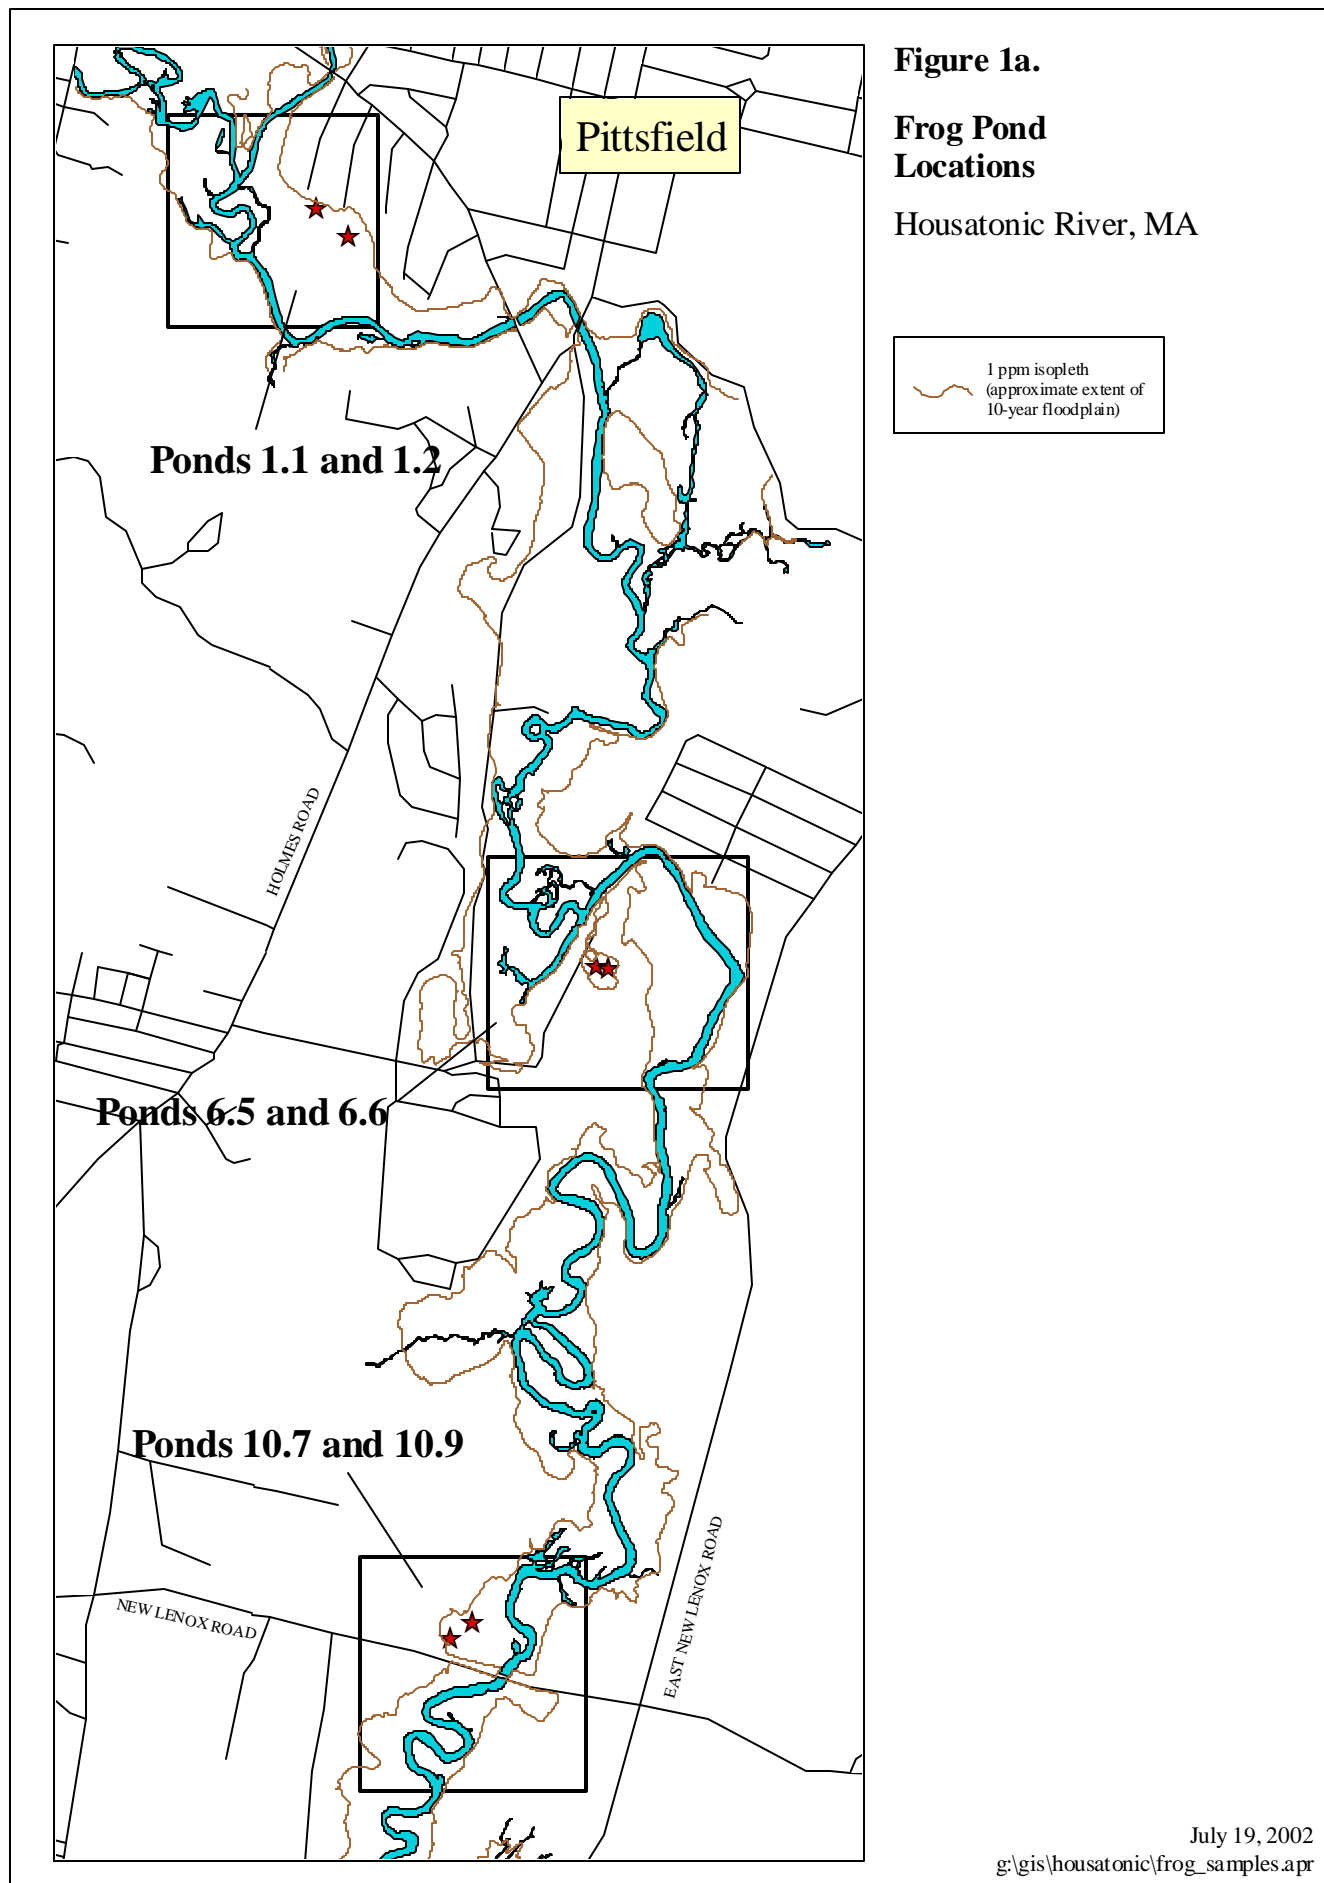 Figure 1a.
Frog Pond
Locations
Housatonic River, MA
1 ppm isopleth
(approximate extent of
10-year floodplain)
Pittsfield
Ponds 1.1 and 1.2
HOLMES ROAD
Ponds 6.5 and 6.6
Ponds 10.7 and 10.9
NEW LENOX ROAD
EAST NEW LENOX ROAD
July 19, 2002
g:\gis\housatonic\frog_samples.apr